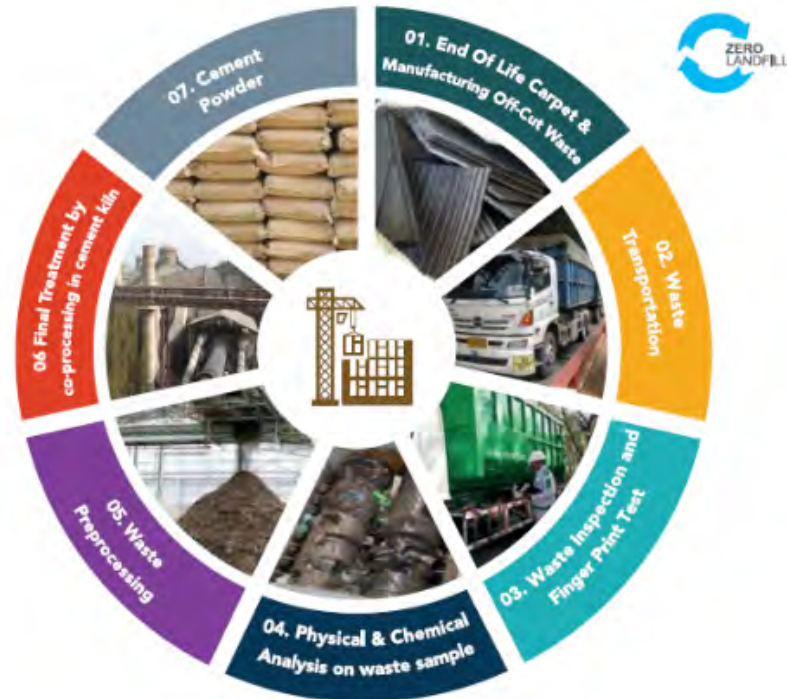 ZERO
LANDFILL
01. End Of Life Carpet &
Manufacturing Off-Cut Waste
02. Waste
Transportation
03. Waste Inspection and
Finger Print Test
04. Physical & Chemical
Analysis on waste sample
05. Waste
Preprocessing
06 Final Treatment by
co-processing in cement kiln
07. Cement
Powder